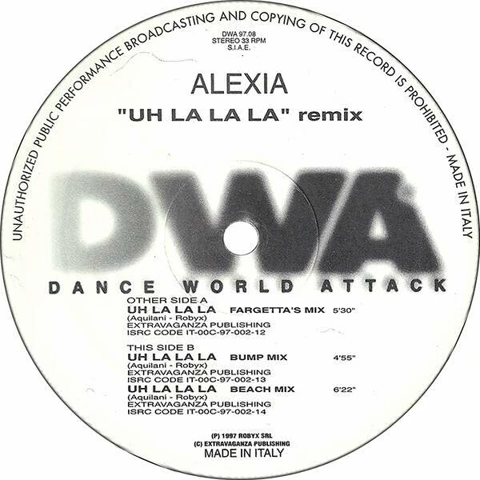 UNAUTHORIZED PUBLIC PERFORMANCE BROADCASTING AND COPYING OF THIS RECORD IS PROHIBITED - MADE IN ITALY
DWA 97.08
STEREO 33 RPM
S.I.A.E.
ALEXIA
"UH LA LA LA" remix
DWA
DANCE WORLD ATTACK
OTHER SIDE A
UH LA LA LA FARGETTA'S MIX 5'30"
(Aquilani - Robyx)
EXTRAVAGANZA PUBLISHING
ISRC CODE IT-00C-97-002-12
THIS SIDE B
UH LA LA LA BUMP MIX 4'55"
(Aquilani - Robyx)
EXTRAVAGANZA PUBLISHING
ISRC CODE IT-00C-97-002-13
UH LA LA LA BEACH MIX 6'22"
(Aquilani - Robyx)
EXTRAVAGANZA PUBLISHING
ISRC CODE IT-00C-97-002-14
(P) 1997 ROBYX SRL
(C) EXTRAVAGANZA PUBLISHING
MADE IN ITALY